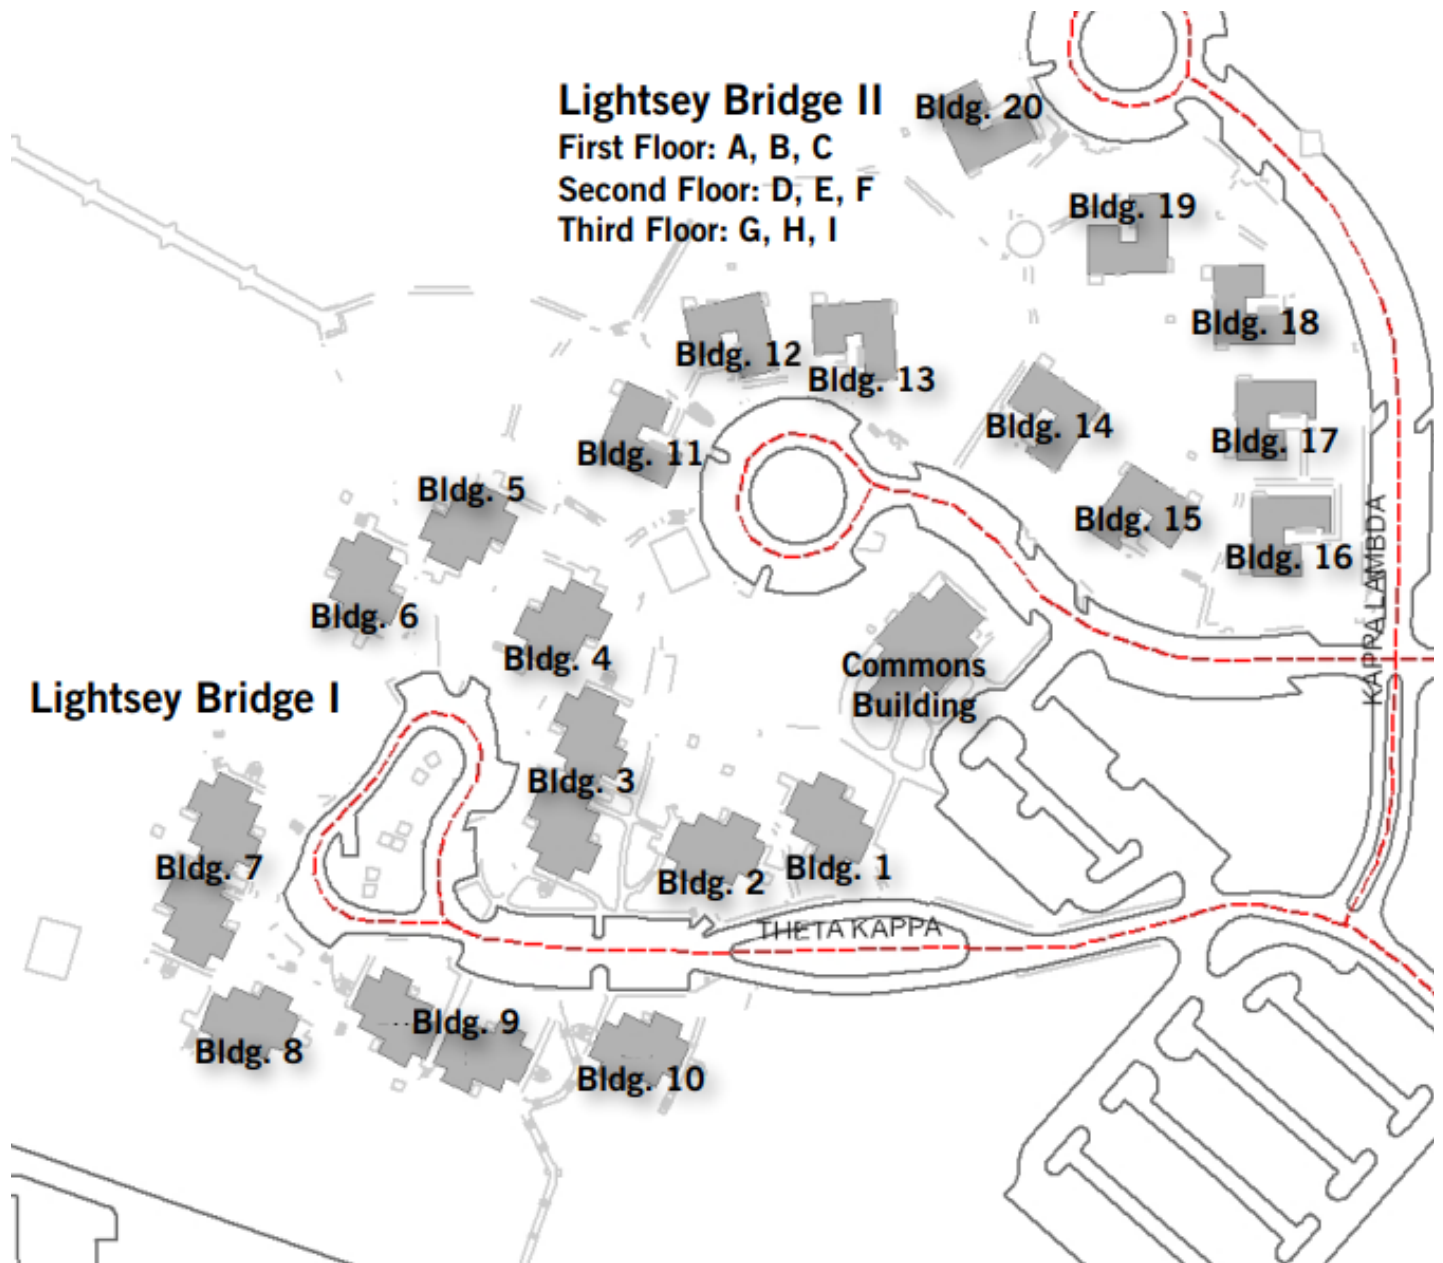 Lightsey Bridge II
First Floor: A, B, C
Second Floor: D, E, F
Third Floor: G, H, I
Bldg. 20
Bldg. 19
Bldg. 18
Bldg. 12
Bldg. 13
Bldg. 14
Bldg. 17
Bldg. 11
Bldg. 5
Bldg. 15
Bldg. 16
KAPPA LAMBDA
Bldg. 6
Bldg. 4
Commons
Building
Lightsey Bridge I
Bldg. 3
Bldg. 7
Bldg. 2
Bldg. 1
THETA KAPPA
Bldg. 9
Bldg. 8
Bldg. 10